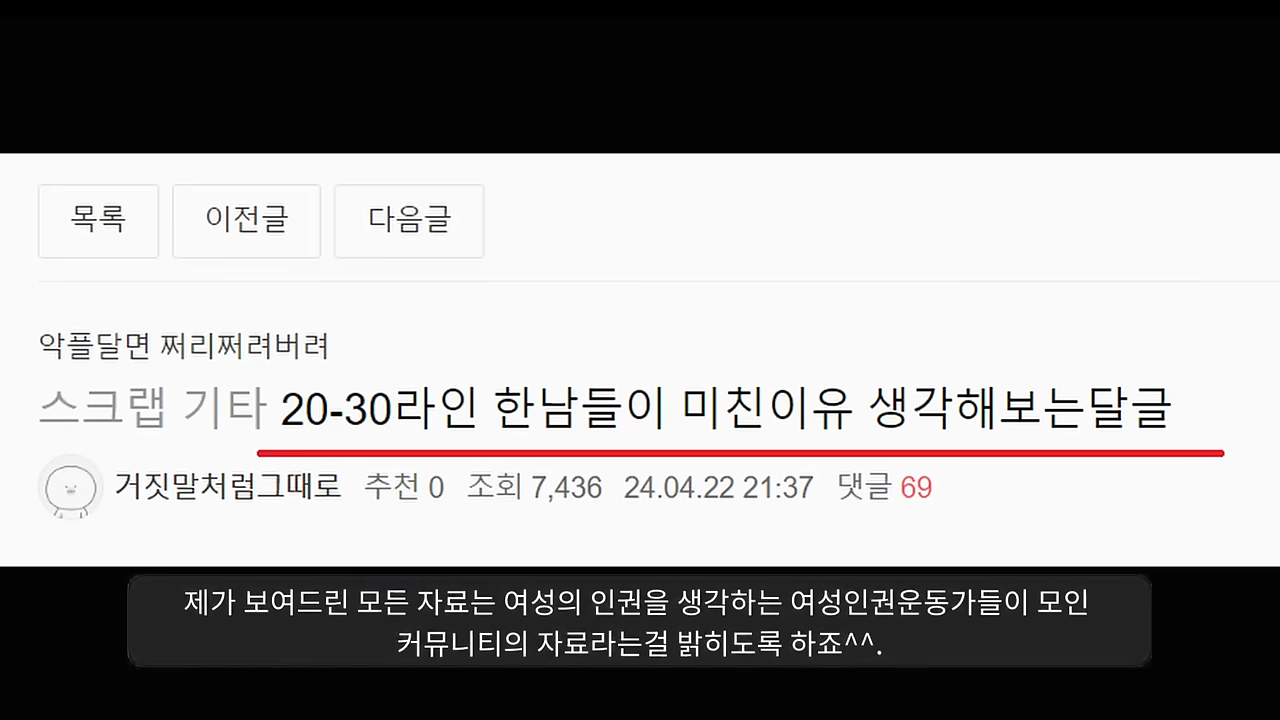 목록 이전글 다음글
악플달면 쩌리쩌려버려
스크랩 기타 20-30라인 한남들이 미친이유 생각해보는달글
거짓말처럼그때로 추천 0 조회 7,436 24.04.22 21:37 댓글 69
제가 보여드린 모든 자료는 여성의 인권을 생각하는 여성인권운동가들이 모인
커뮤니티의 자료라는걸 밝히도록 하죠^^.